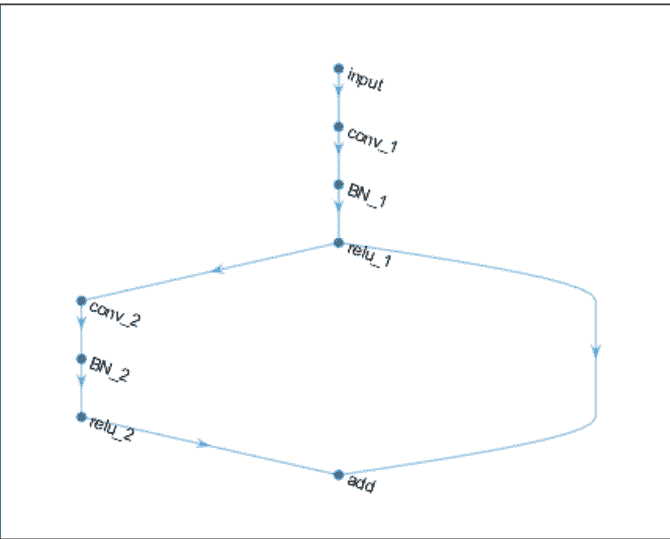 input
conv_1
BN_1
relu_1
conv_2
BN_2
relu_2
add